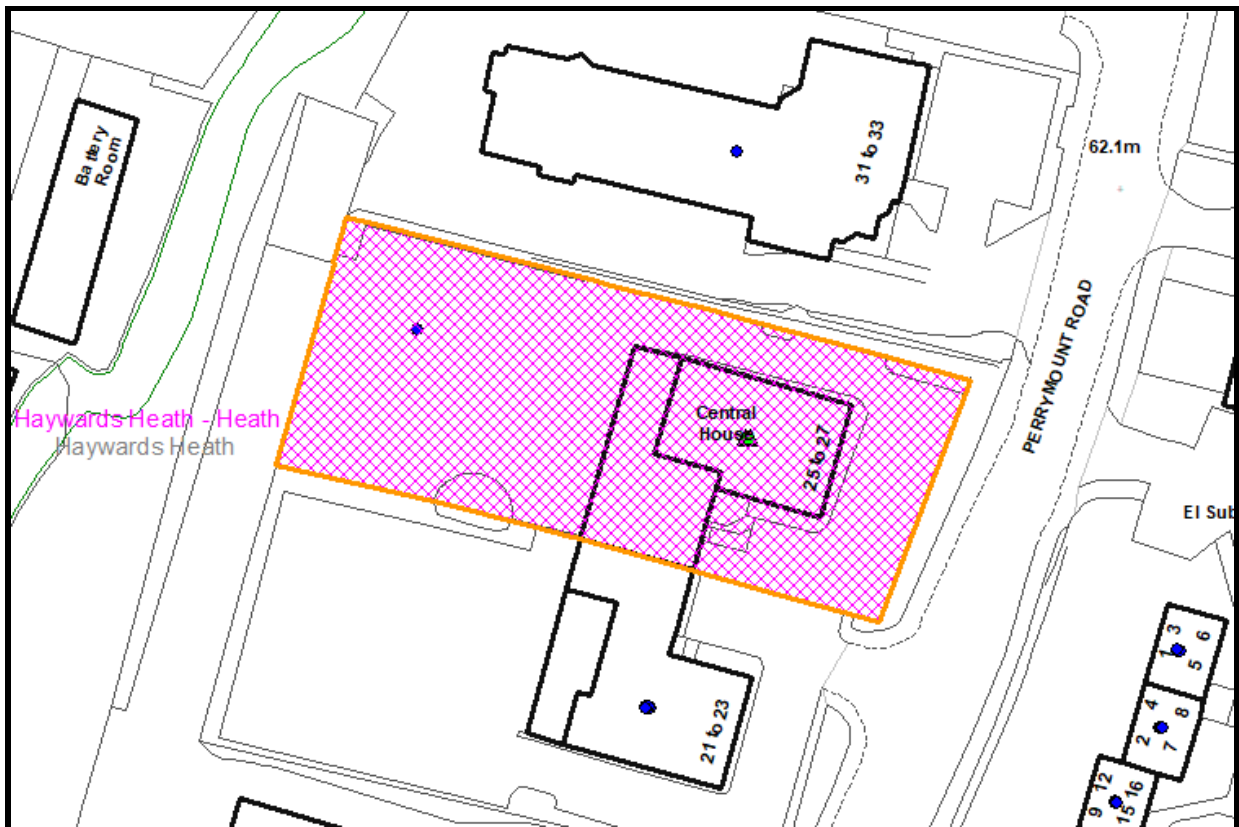 Battery
Room
31 to 33
62.1m
PERRYMOUNT ROAD
Haywards Heath - Heath
Haywards Heath
Central
House
25 to 27
El Sub
21 to 23
1
3
5
6
2
4
7
8
9
12
15
16